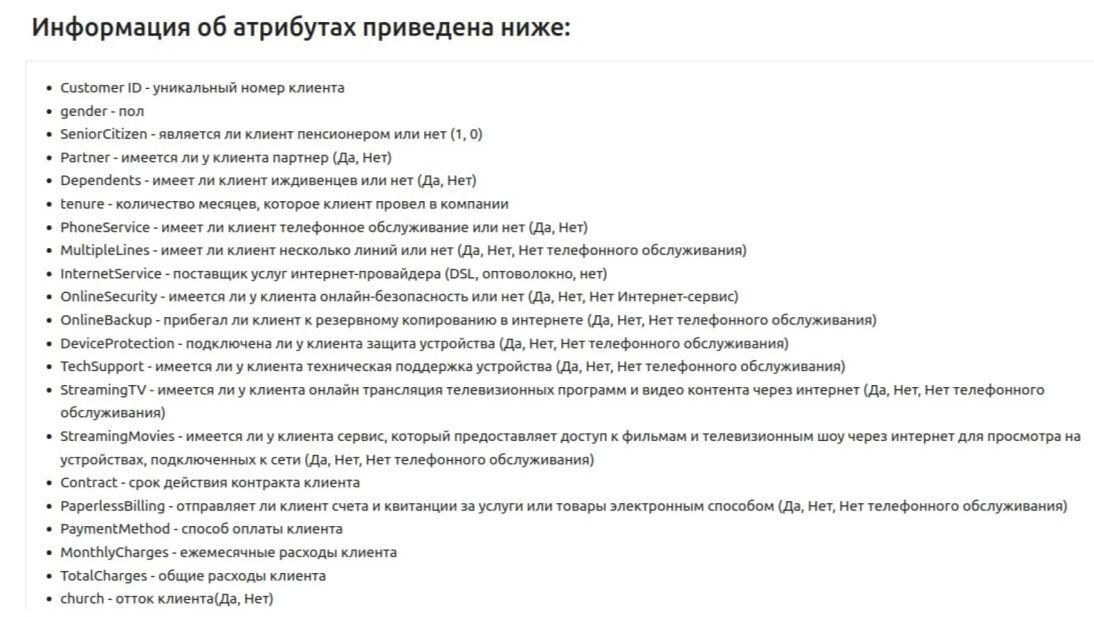 Информация об атрибутах приведена ниже:
• Customer ID - уникальный номер клиента
• gender - пол
• SeniorCitizen - является ли клиент пенсионером или нет (1, 0)
• Partner - имеется ли у клиента партнер (Да, Нет)
• Dependents - имеет ли клиент иждивенцев или нет (Да, Нет)
• tenure - количество месяцев, которое клиент провел в компании
• PhoneService - имеет ли клиент телефонное обслуживание или нет (Да, Нет)
• MultipleLines - имеет ли клиент несколько линий или нет (Да, Нет, Нет телефонного обслуживания)
• InternetService - поставщик услуг интернет-провайдера (DSL, оптоволокно, нет)
• OnlineSecurity - имеется ли у клиента онлайн-безопасность или нет (Да, Нет, Нет Интернет-сервис)
• OnlineBackup - прибегал ли клиент к резервному копированию в интернете (Да, Нет, Нет телефонного обслуживания)
• DeviceProtection - подключена ли у клиента защита устройства (Да, Нет, Нет телефонного обслуживания)
• TechSupport - имеется ли у клиента техническая поддержка устройства (Да, Нет, Нет телефонного обслуживания)
• StreamingTV - имеется ли у клиента онлайн трансляция телевизионных программ и видео контента через интернет (Да, Нет, Нет телефонного
обслуживания)
• StreamingMovies - имеется ли у клиента сервис, который предоставляет доступ к фильмам и телевизионным шоу через интернет для просмотра на
устройствах, подключенных к сети (Да, Нет, Нет телефонного обслуживания)
• Contract - срок действия контракта клиента
• PaperlessBilling - отправляет ли клиент счета и квитанции за услуги или товары электронным способом (Да, Нет, Нет телефонного обслуживания)
• PaymentMethod - способ оплаты клиента
• MonthlyCharges - ежемесячные расходы клиента
• TotalCharges - общие расходы клиента
• church - отток клиента(Да, Нет)